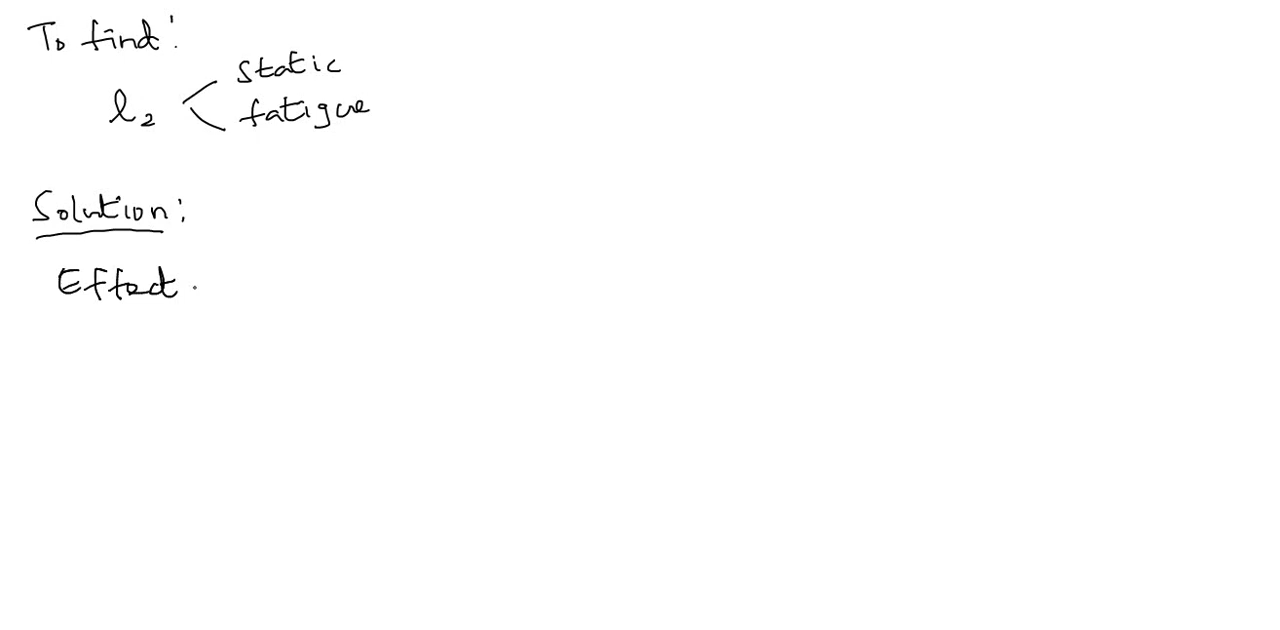 To find:
l₂ < static
fatigue
Solution:
Effect.